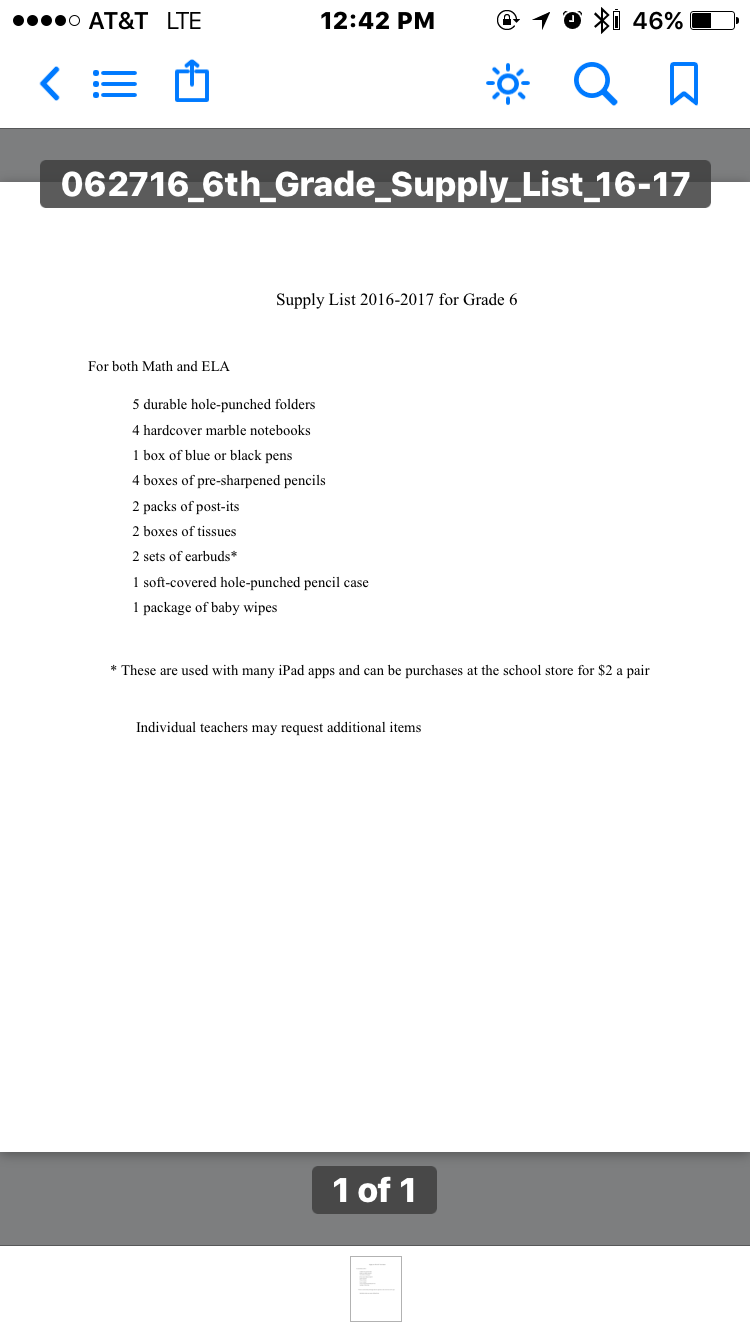 AT&T LTE 12:42 PM 46%
062716_6th_Grade_Supply_List_16-17
Supply List 2016-2017 for Grade 6
For both Math and ELA
5 durable hole-punched folders
4 hardcover marble notebooks
1 box of blue or black pens
4 boxes of pre-sharpened pencils
2 packs of post-its
2 boxes of tissues
2 sets of earbuds*
1 soft-covered hole-punched pencil case
1 package of baby wipes
* These are used with many iPad apps and can be purchases at the school store for $2 a pair
Individual teachers may request additional items
1 of 1